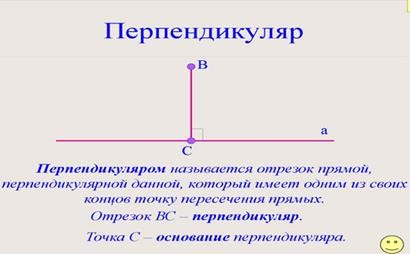 Перпендикуляр
B
a
C
Перпендикуляром называется отрезок прямой,
перпендикулярной данной, который имеет одним из своих
концов точку пересечения прямых.
Отрезок ВС – перпендикуляр.
Точка С – основание перпендикуляра.